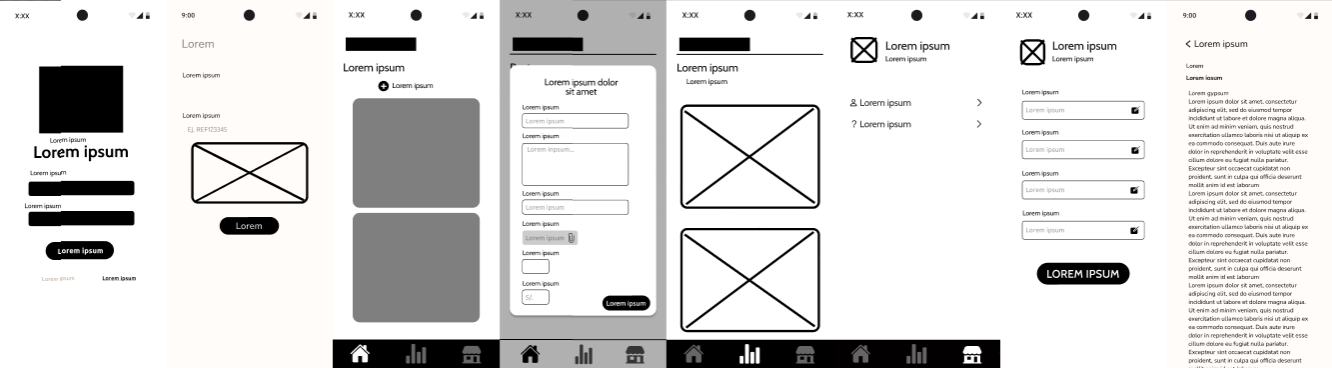 X:XX
Lorem ipsum
Lorem ipsum
Lorem ipsum
Lorem ipsum
Lorem ipsum
Lorem ipsum
Lorem ipsum
9:00
Lorem
Lorem ipsum
Lorem ipsum
Ej. REF123345
Lorem
X:XX
Lorem ipsum
Lorem ipsum
X:XX
Lorem ipsum dolor
sit amet
Lorem ipsum
Lorem ipsum
Lorem ipsum
Lorem ipsum...
Lorem ipsum
Lorem ipsum
Lorem ipsum
Lorem ipsum
Lorem ipsum
Lorem ipsum
S/.
Lorem ipsum
X:XX
Lorem ipsum
Lorem ipsum
X:XX
Lorem ipsum
Lorem ipsum
Lorem ipsum
? Lorem ipsum
X:XX
Lorem ipsum
Lorem ipsum
Lorem ipsum
Lorem ipsum
Lorem ipsum
Lorem ipsum
Lorem ipsum
Lorem ipsum
Lorem ipsum
Lorem ipsum
LOREM IPSUM
9:00
Lorem ipsum
Lorem
Lorem ipsum
Lorem gypsum
Lorem ipsum dolor sit amet, consectetur
adipiscing elit, sed do eiusmod tempor
incididunt ut labore et dolore magna aliqua.
Ut enim ad minim veniam, quis nostrud
exercitation ullamco laboris nisi ut aliquip ex
ea commodo consequat. Duis aute irure
dolor in reprehenderit in voluptate velit esse
cillum dolore eu fugiat nulla pariatur.
Excepteur sint occaecat cupidatat non
proident, sunt in culpa qui officia deserunt
mollit anim id est laborum
Lorem ipsum dolor sit amet, consectetur
adipiscing elit, sed do eiusmod tempor
incididunt ut labore et dolore magna aliqua.
Ut enim ad minim veniam, quis nostrud
exercitation ullamco laboris nisi ut aliquip ex
ea commodo consequat. Duis aute irure
dolor in reprehenderit in voluptate velit esse
cillum dolore eu fugiat nulla pariatur.
Excepteur sint occaecat cupidatat non
proident, sunt in culpa qui officia deserunt
mollit anim id est laborum
Lorem ipsum dolor sit amet, consectetur
adipiscing elit, sed do eiusmod tempor
incididunt ut labore et dolore magna aliqua.
Ut enim ad minim veniam, quis nostrud
exercitation ullamco laboris nisi ut aliquip ex
ea commodo consequat. Duis aute irure
dolor in reprehenderit in voluptate velit esse
cillum dolore eu fugiat nulla pariatur.
Excepteur sint occaecat cupidatat non
proident, sunt in culpa qui officia deserunt